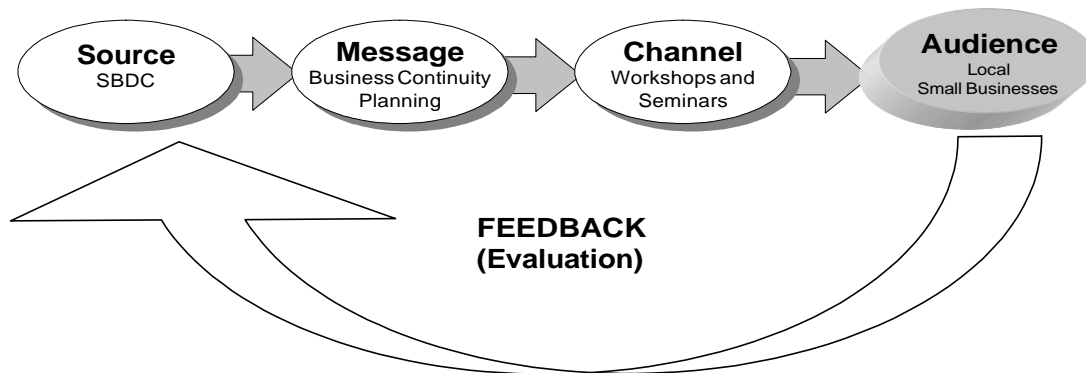 Source
SBDC
Message
Business Continuity
Planning
Channel
Workshops and
Seminars
Audience
Local
Small Businesses
FEEDBACK
(Evaluation)